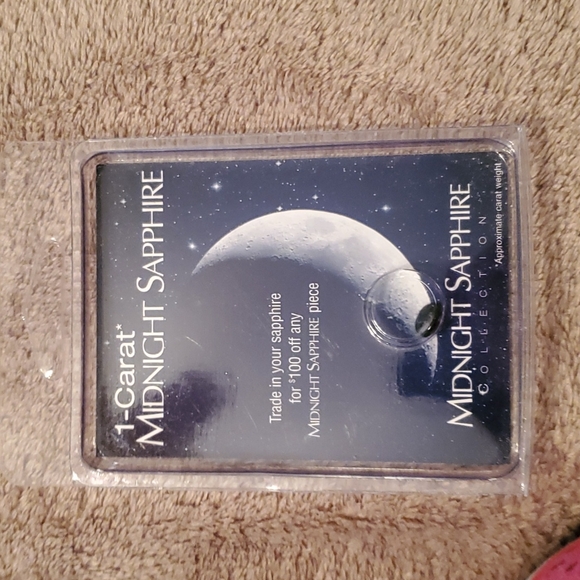 1-Carat*
MIDNIGHT SAPPHIRE
Trade in your sapphire
for $100 off any
MIDNIGHT SAPPHIRE piece
MIDNIGHT SAPPHIRE
COLLECTION
*Approximate carat weight